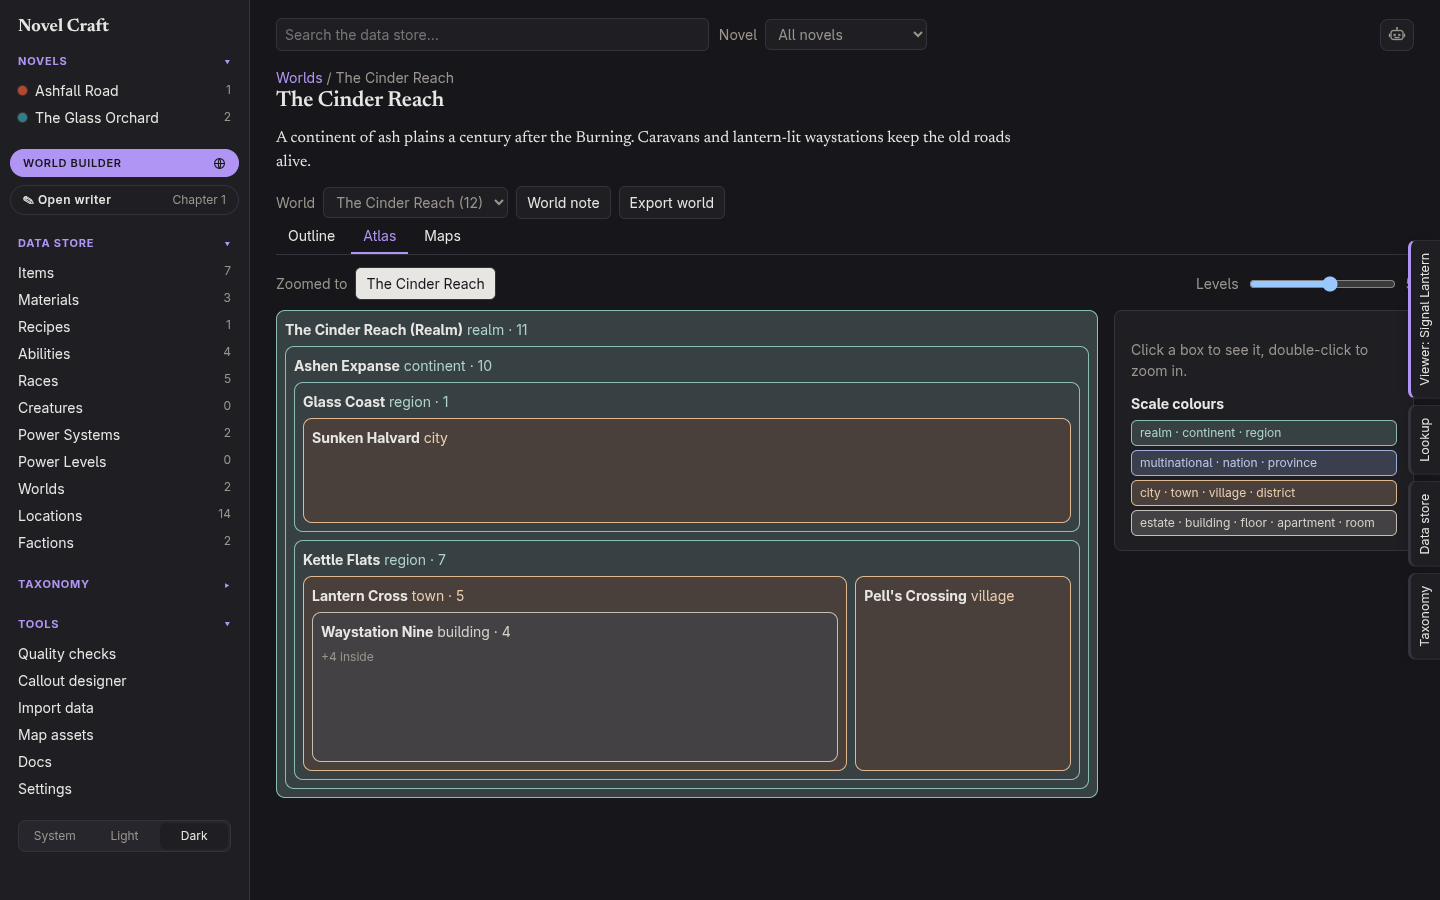 Novel Craft
NOVELS
Ashfall Road 1
The Glass Orchard 2
WORLD BUILDER
Open writer Chapter 1
DATA STORE
Items 7
Materials 3
Recipes 1
Abilities 4
Races 5
Creatures 0
Power Systems 2
Power Levels 0
Worlds 2
Locations 14
Factions 2
TAXONOMY
TOOLS
Quality checks
Callout designer
Import data
Map assets
Docs
Settings
System Light Dark
Search the data store... Novel All novels
Worlds / The Cinder Reach
The Cinder Reach
A continent of ash plains a century after the Burning. Caravans and lantern-lit waystations keep the old roads
alive.
World The Cinder Reach (12) World note Export world
Outline Atlas Maps
Zoomed to The Cinder Reach Levels
The Cinder Reach (Realm) realm · 11
Ashen Expanse continent · 10
Glass Coast region · 1
Sunken Halvard city
Kettle Flats region · 7
Lantern Cross town · 5
Waystation Nine building · 4
+4 inside
Pell's Crossing village
Click a box to see it, double-click to
zoom in.
Scale colours
realm · continent · region
multinational · nation · province
city · town · village · district
estate · building · floor · apartment · room
Viewer: Signal Lantern
Lookup
Data store
Taxonomy